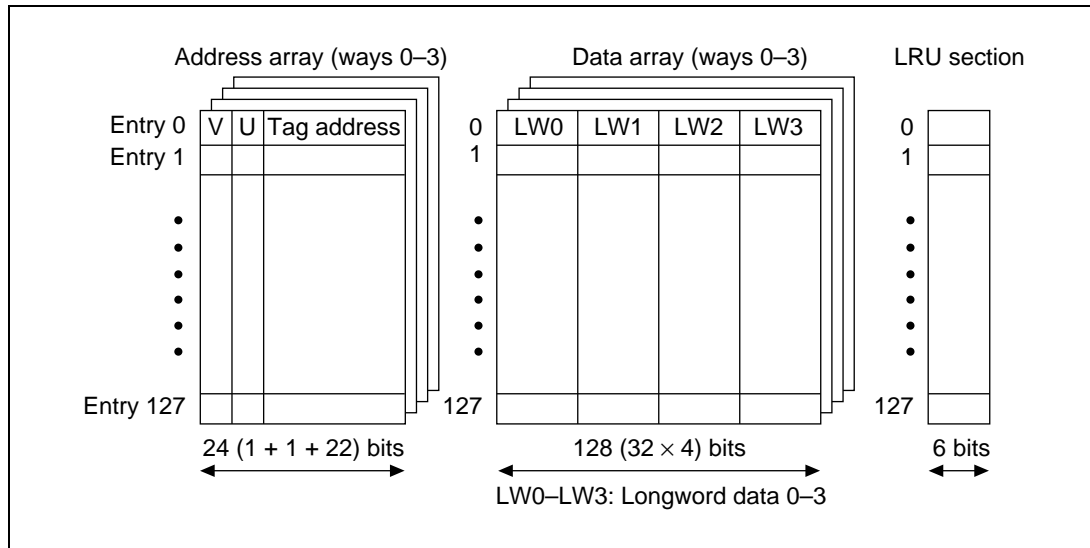 Address array (ways 0–3) Data array (ways 0–3) LRU section
Entry 0 V U Tag address 0 LW0 LW1 LW2 LW3 0
Entry 1 1 1
Entry 127 127 127
24 (1 + 1 + 22) bits 128 (32 × 4) bits 6 bits
LW0–LW3: Longword data 0–3